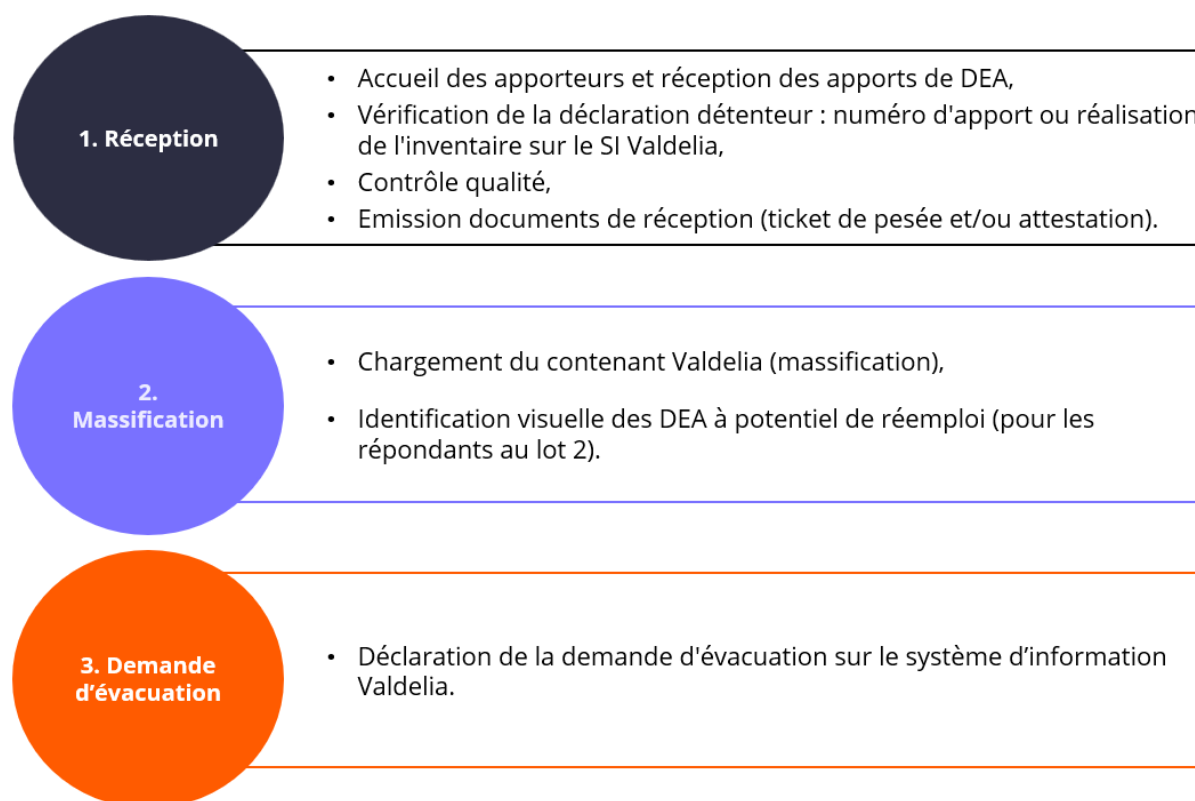 1. Réception
• Accueil des apporteurs et réception des apports de DEA,
• Vérification de la déclaration détenteur : numéro d'apport ou réalisation
de l'inventaire sur le SI Valdelia,
• Contrôle qualité,
• Emission documents de réception (ticket de pesée et/ou attestation).
2.
Massification
• Chargement du contenant Valdelia (massification),
• Identification visuelle des DEA à potentiel de réemploi (pour les
répondants au lot 2).
3. Demande
d’évacuation
• Déclaration de la demande d'évacuation sur le système d’information
Valdelia.